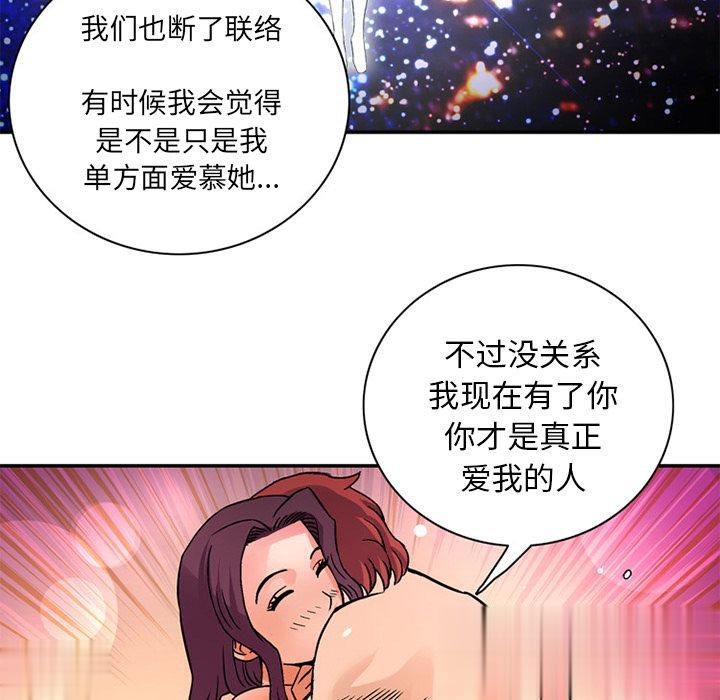 我们也断了联络
有时候我会觉得
是不是只是我
单方面爱慕她...
不过没关系
我现在有了你
你才是真正
爱我的人